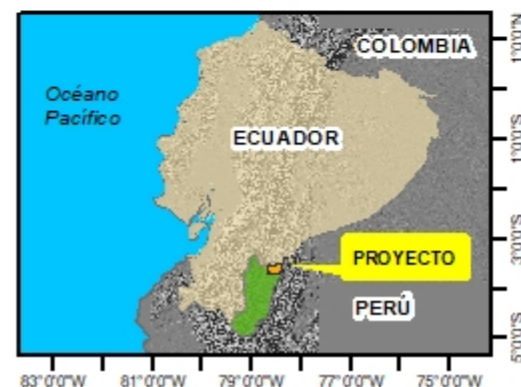 COLOMBIA
Océano
Pacífico
ECUADOR
PROYECTO
PERÚ
1°0'0"N
1°0'0"S
3°0'0"S
5°0'0"S
83°0'0"W
81°0'0"W
79°0'0"W
77°0'0"W
75°0'0"W